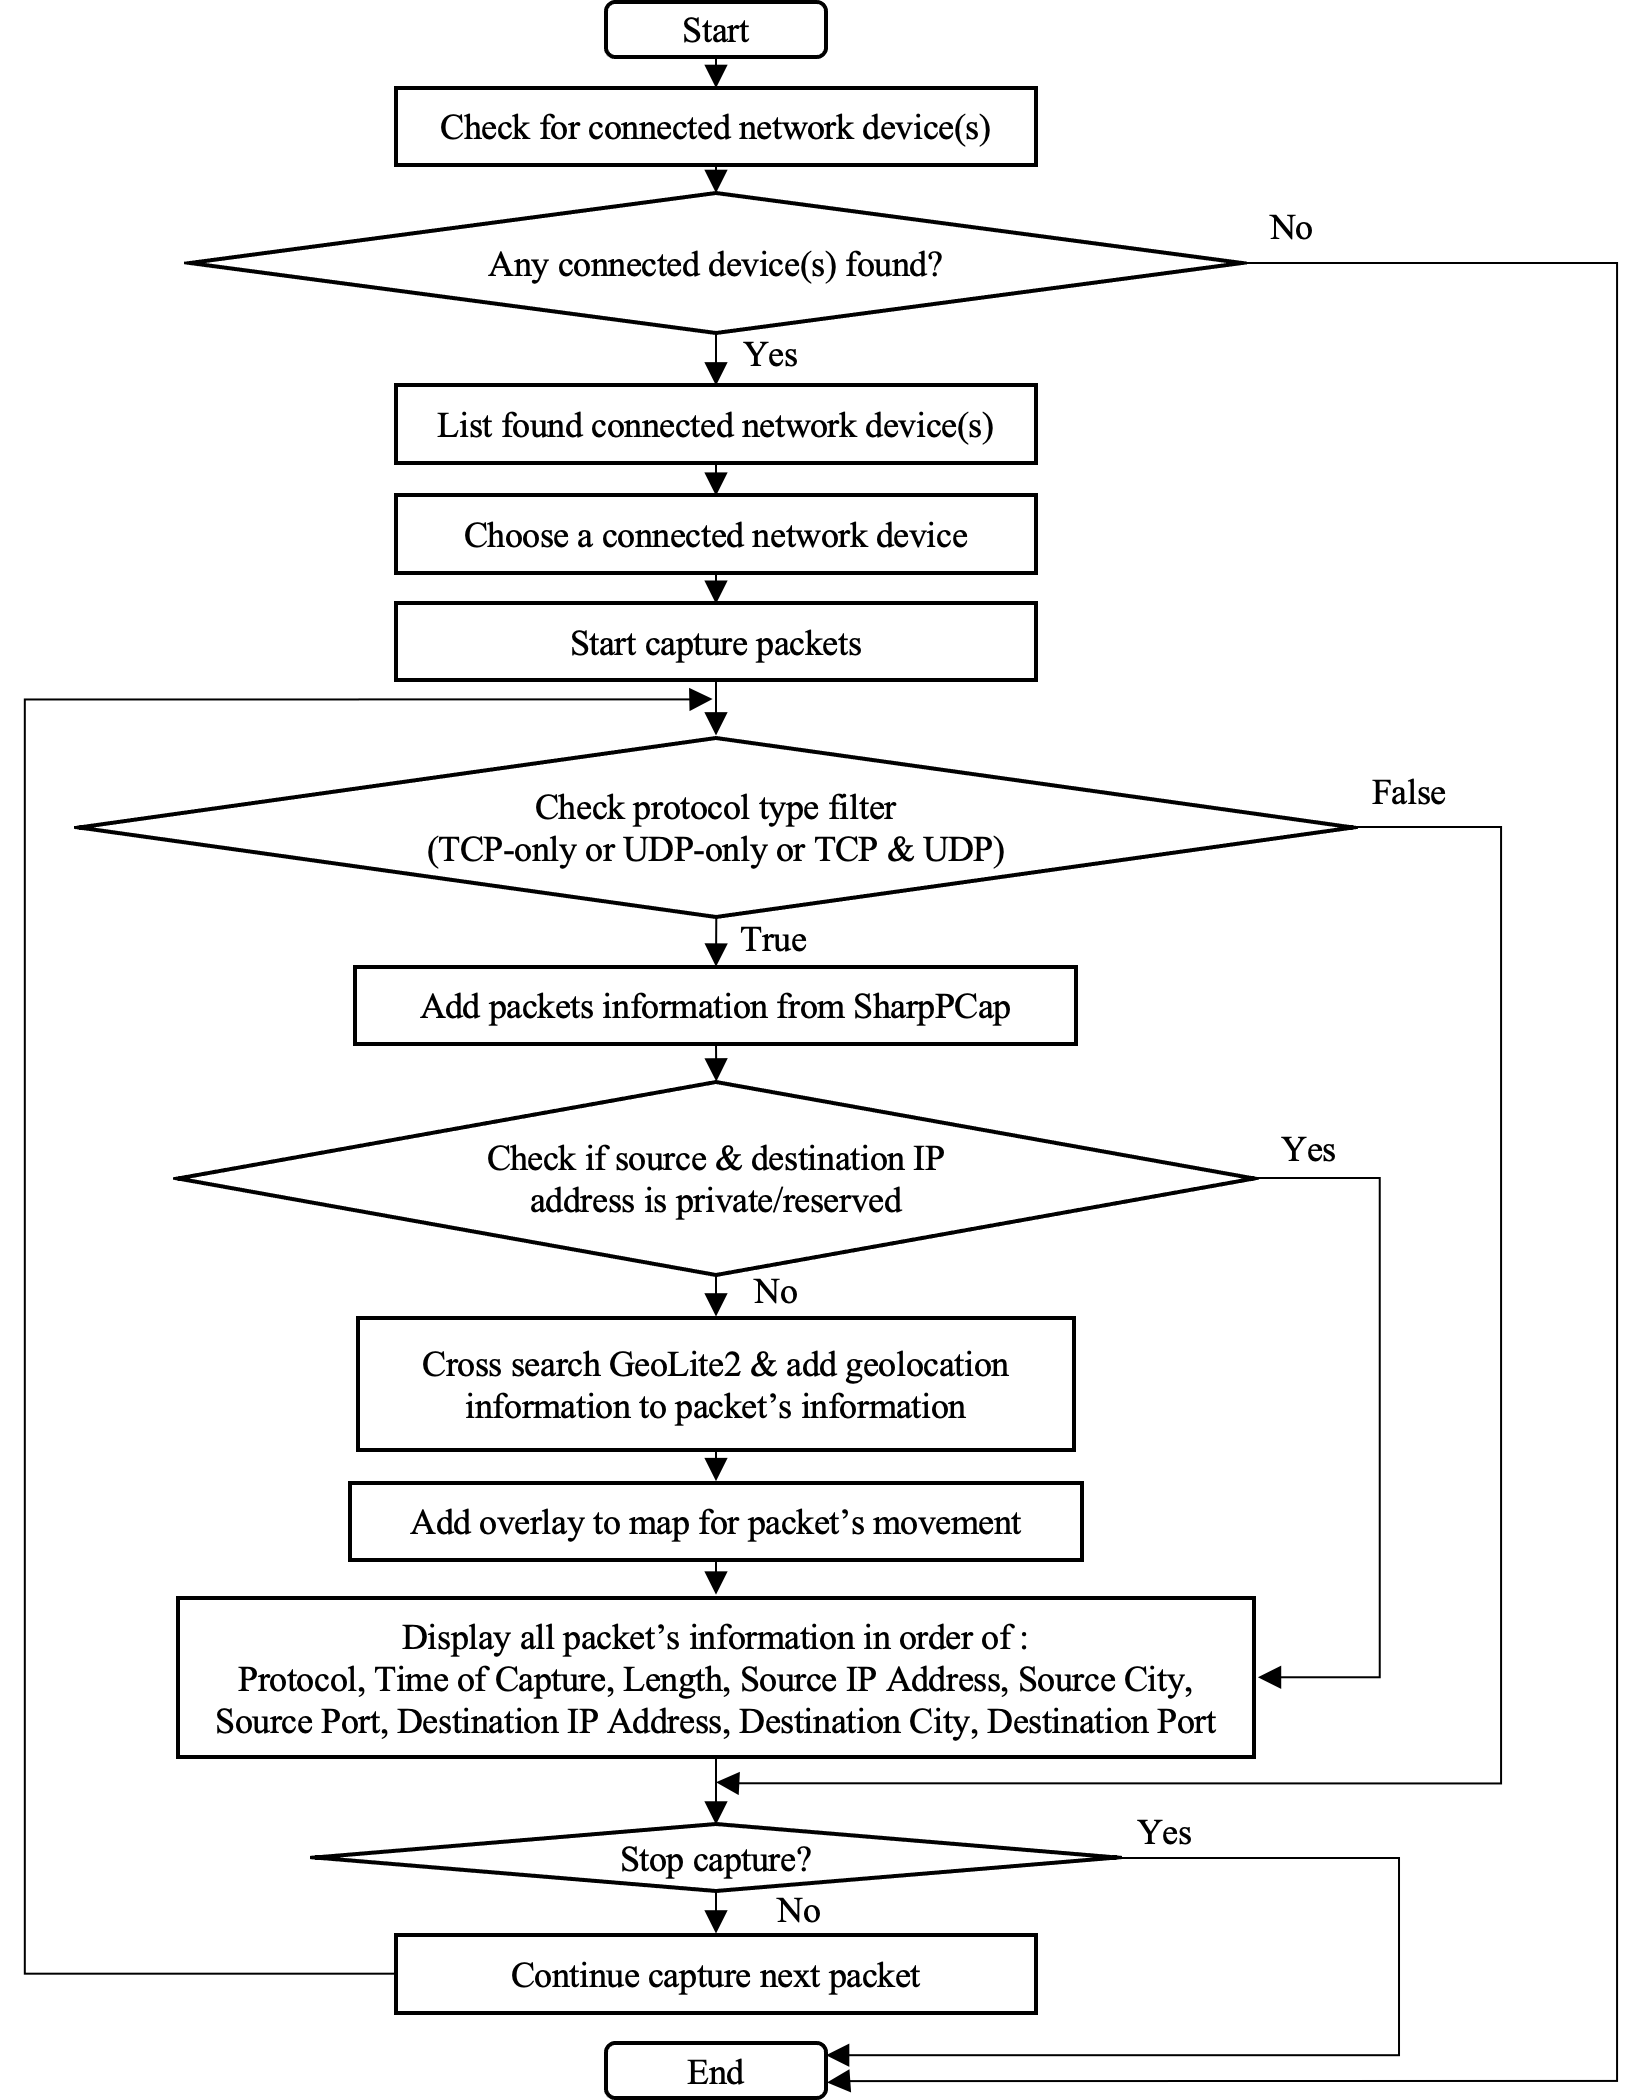 Start
Check for connected network device(s)
No
Any connected device(s) found?
Yes
List found connected network device(s)
Choose a connected network device
Start capture packets
False
Check protocol type filter
(TCP-only or UDP-only or TCP & UDP)
True
Add packets information from SharpPCap
Yes
Check if source & destination IP
address is private/reserved
No
Cross search GeoLite2 & add geolocation
information to packet’s information
Add overlay to map for packet’s movement
Display all packet’s information in order of :
Protocol, Time of Capture, Length, Source IP Address, Source City,
Source Port, Destination IP Address, Destination City, Destination Port
Yes
Stop capture?
No
Continue capture next packet
End